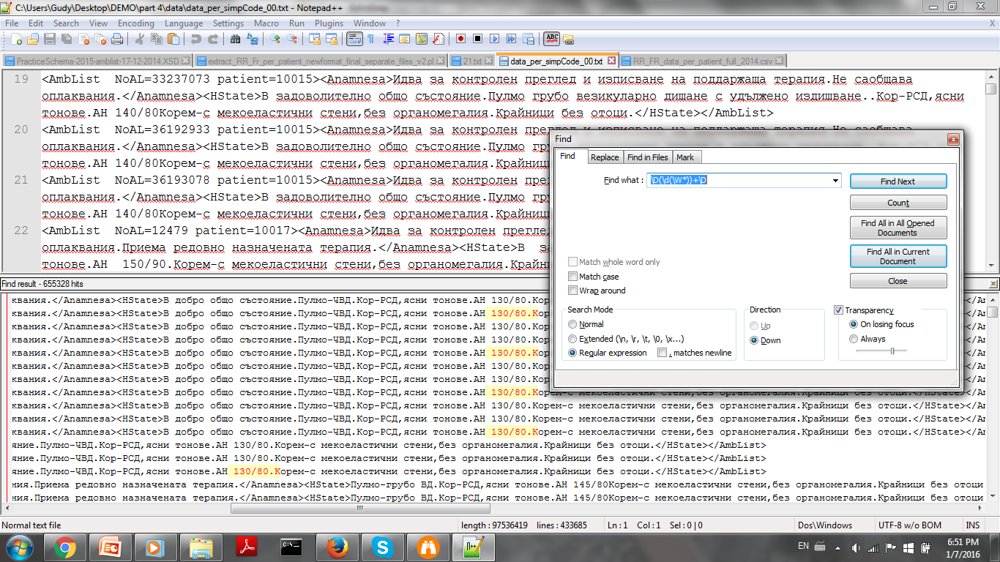 C:\Users\Gudy\Desktop\DEMO\part 4\data\data_per_simpCode_00.txt - Notepad++
File Edit Search View Encoding Language Settings Macro Run Plugins Window ? X
PracticeSchema-2015-amblist-17-12-2014.XSD extract_RR_Fr_per_patient_newformat_final_separate_files_v2.pl 21.txt data_per_simpCode_00.txt RR_FR_data_per_patient_full_2014.csv
19 <AmbList NoAL=33237073 patient=10015><Anamnesa>Идва за контролен преглед и изписване на поддаржаща терапия.Не саобшава
оплаквания.</Anamnesa><HState>В задоволително общо състояние.Пулмо грубо везикуларно дишане с удължено издишване..Кор-РСД,ясни
тонове.АН 140/80Корем-с мекоеластични стени,без органомегалия.Крайници без отоци.</HState></AmbList>
20 <AmbList NoAL=36192933 patient=10015><Anamnesa>Идва за контролен
оплаквания.</Anamnesa><HState>В задоволително общо състояние.Пулмо
тонове.АН 140/80Корем-с мекоеластични стени,без органомегалия.
21 <AmbList NoAL=36193078 patient=10015><Anamnesa>Идва за контролен
оплаквания.</Anamnesa><HState>В задоволително общо състояние.Пулмо
тонове.АН 140/80Корем-с мекоеластични стени,без органомегалия.
22 <AmbList NoAL=12479 patient=10017><Anamnesa>Идва за контролен
оплаквания.Приема редовно назначената терапия.</Anamnesa><HState>В
тонове.АН 150/90.Корем-с мекоеластични стени,без органомегалия.
Find
Find Replace Find in Files Mark
Find what : \D(\d(\W*))+\D
Find Next
Count
Find All in All Opened
Documents
Find All in Current
Document
Close
Match whole word only
Match case
Wrap around
Search Mode
Normal
Extended (\n, \r, \t, \0, \x...)
Regular expression . matches newline
Direction
Up
Down
Transparency
On losing focus
Always
Find result - 655328 hits
квания.</Anamnesa><HState>В добро общо състояние.Пулмо-ЧВД.Кор-РСД,ясни тонове.АН 130/80.Кор
квания.</Anamnesa><HState>В добро общо състояние.Пулмо-ЧВД.Кор-РСД,ясни тонове.АН 130/80.Кор
квания.</Anamnesa><HState>В добро общо състояние.Пулмо-ЧВД.Кор-РСД,ясни тонове.АН 130/80.Кор
квания.</Anamnesa><HState>В добро общо състояние.Пулмо-ЧВД.Кор-РСД,ясни тонове.АН 130/80.Кор
квания.</Anamnesa><HState>В добро общо състояние.Пулмо-ЧВД.Кор-РСД,ясни тонове.АН 130/80.Кор
квания.</Anamnesa><HState>В добро общо състояние.Пулмо-ЧВД.Кор-РСД,ясни тонове.АН 130/80.Кор
квания.</Anamnesa><HState>В добро общо състояние.Пулмо-ЧВД.Кор-РСД,ясни тонове.АН 130/80.Кор
квания.</Anamnesa><HState>В добро общо състояние.Пулмо-ЧВД.Кор-РСД,ясни тонове.АН 130/80.Корем-с мекоеластични стени,без органомегалия.Крайници без отоци.</HState></A
квания.</Anamnesa><HState>В добро общо състояние.Пулмо-ЧВД.Кор-РСД,ясни тонове.АН 130/80.Корем-с мекоеластични стени,без органомегалия.Крайници без отоци.</HState></A
квания.</Anamnesa><HState>В добро общо състояние.Пулмо-ЧВД.Кор-РСД,ясни тонове.АН 130/80.Корем-с мекоеластични стени,без органомегалия.Крайници без отоци.</HState></A
квания.</Anamnesa><HState>В добро общо състояние.Пулмо-ЧВД.Кор-РСД,ясни тонове.АН 130/80.Корем-с мекоеластични стени,без органомегалия.Крайници без отоци.</HState></A
яние.Пулмо-ЧВД.Кор-РСД,ясни тонове.АН 130/80.Корем-с мекоеластични стени,без органомегалия.Крайници без отоци.</HState></AmbList>
яние.Пулмо-ЧВД.Кор-РСД,ясни тонове.АН 130/80.Корем-с мекоеластични стени,без органомегалия.Крайници без отоци.</HState></AmbList>
яние.Пулмо-ЧВД.Кор-РСД,ясни тонове.АН 130/80.Корем-с мекоеластични стени,без органомегалия.Крайници без отоци.</HState></AmbList>
ния.Приема редовно назначената терапия.</Anamnesa><HState>Пулмо-грубо ВД.Кор-РСД,ясни тонове.АН 145/80Корем-с мекоеластични стени,без органомегалия.Крайници без отоци
ния.Приема редовно назначената терапия.</Anamnesa><HState>Пулмо-грубо ВД.Кор-РСД,ясни тонове.АН 145/80Корем-с мекоеластични стени,без органомегалия.Крайници без отоци
Normal text file length : 97536419 lines : 433685 Ln : 1 Col : 1 Sel : 0 | 0 Dos\Windows UTF-8 w/o BOM INS
EN 6:51 PM
1/7/2016